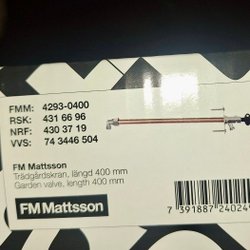 FMM: 4293-0400
RSK: 431 66 96
NRF: 430 37 19
VVS: 74 3446 504
FM Mattsson
Trädgårdskran, längd 400 mm
Garden valve, length 400 mm
FM Mattsson
7 391887 24024